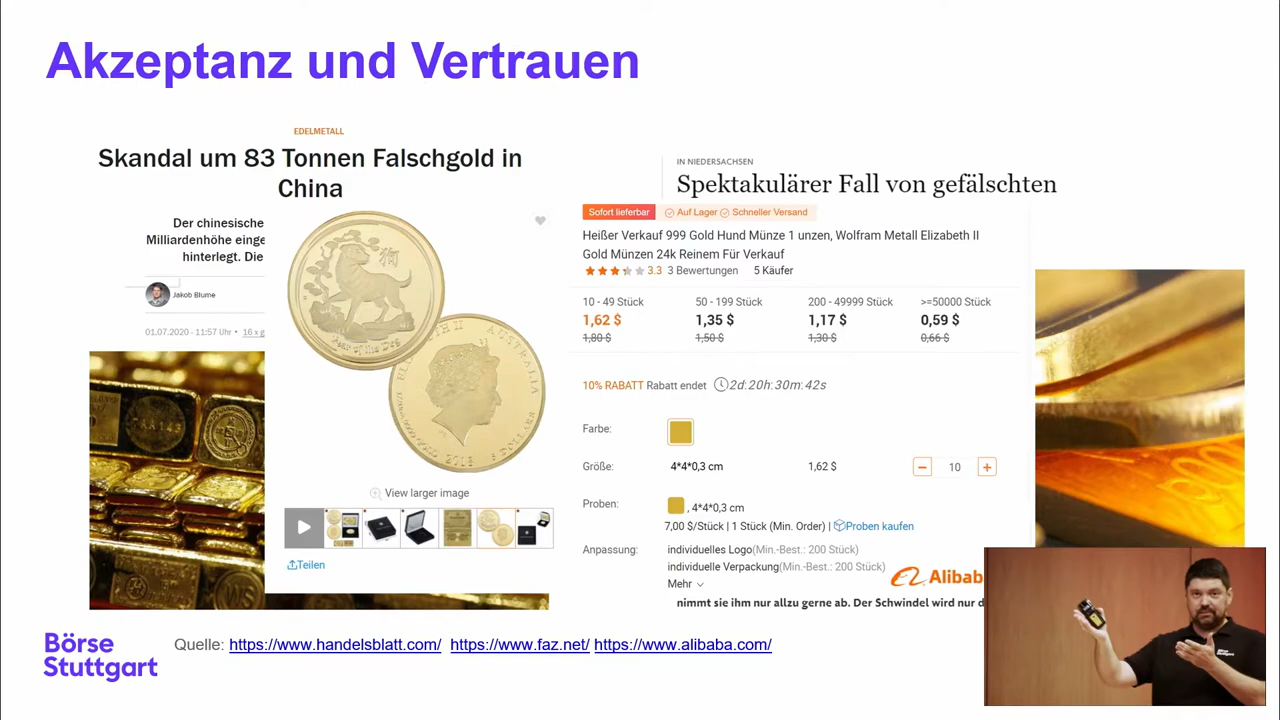 Akzeptanz und Vertrauen
EDELMETALL
Skandal um 83 Tonnen Falschgold in
China
Der chinesische
Milliardenhöhe einge
hinterlegt. Die
Jakob Blume
01.07.2020 - 11:57 Uhr • 16 x g
View larger image
Teilen
IN NIEDERSACHSEN
Spektakulärer Fall von gefälschten
Sofort lieferbar Auf Lager Schneller Versand
Heißer Verkauf 999 Gold Hund Münze 1 unzen, Wolfram Metall Elizabeth II
Gold Münzen 24k Reinem Für Verkauf
3.3 3 Bewertungen 5 Käufer
10 - 49 Stück 50 - 199 Stück 200 - 49999 Stück >=50000 Stück
1,62 $ 1,35 $ 1,17 $ 0,59 $
1,80 $ 1,50 $ 1,30 $ 0,66 $
10% RABATT Rabatt endet 2d:20h:30m:42s
Farbe:
Größe: 4*4*0,3 cm 1,62 $ − 10 +
Proben: , 4*4*0,3 cm
7,00 $/Stück | 1 Stück (Min. Order) | Proben kaufen
Anpassung: individuelles Logo(Min.-Best.: 200 Stück)
individuelle Verpackung(Min.-Best.: 200 Stück)
Mehr
Alibab
nimmt sie ihm nur allzu gerne ab. Der Schwindel wird nur d
Börse
Stuttgart
Quelle: https://www.handelsblatt.com/ https://www.faz.net/ https://www.alibaba.com/